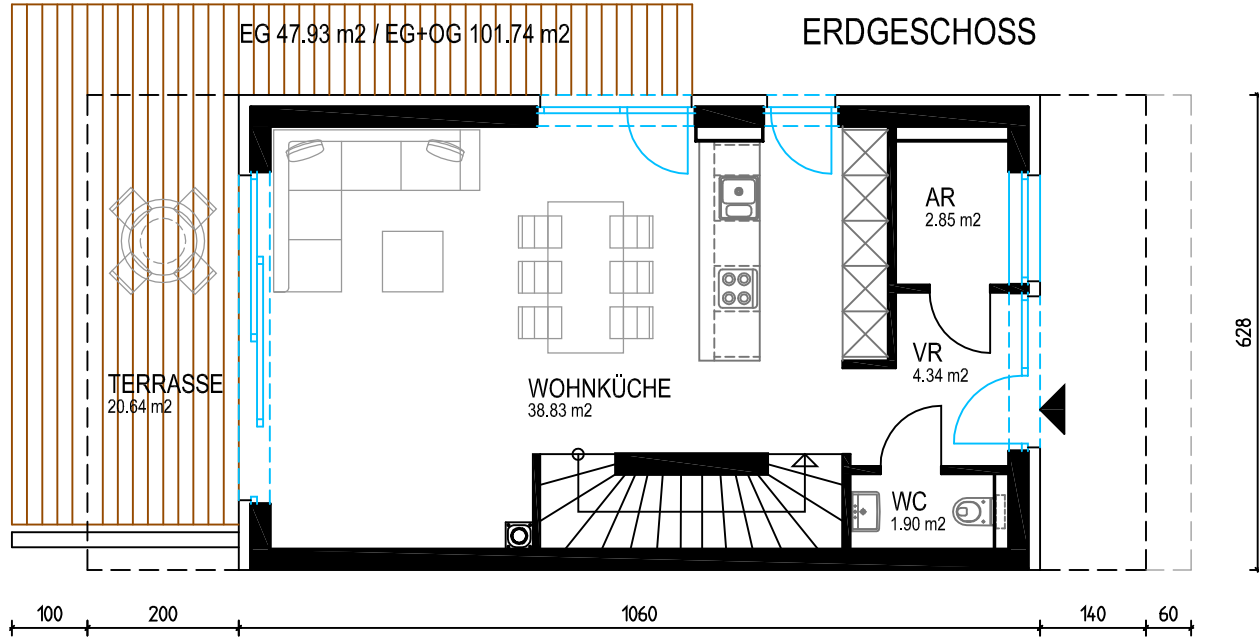 EG 47.93 m2 / EG+OG 101.74 m2
ERDGESCHOSS
AR
2.85 m2
VR
4.34 m2
TERRASSE
20.64 m2
WOHNKÜCHE
38.83 m2
WC
1.90 m2
628
100
200
1060
140
60